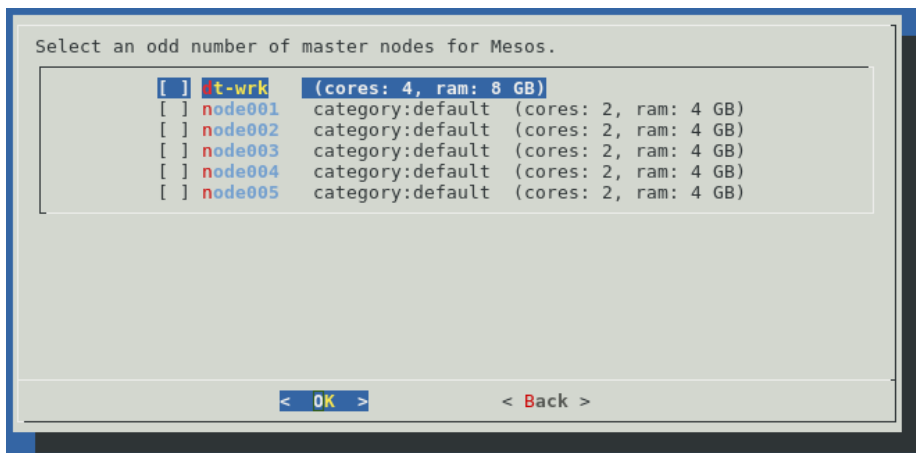 Select an odd number of master nodes for Mesos.
[ ] dt-wrk (cores: 4, ram: 8 GB)
[ ] node001 category:default (cores: 2, ram: 4 GB)
[ ] node002 category:default (cores: 2, ram: 4 GB)
[ ] node003 category:default (cores: 2, ram: 4 GB)
[ ] node004 category:default (cores: 2, ram: 4 GB)
[ ] node005 category:default (cores: 2, ram: 4 GB)
< OK > < Back >